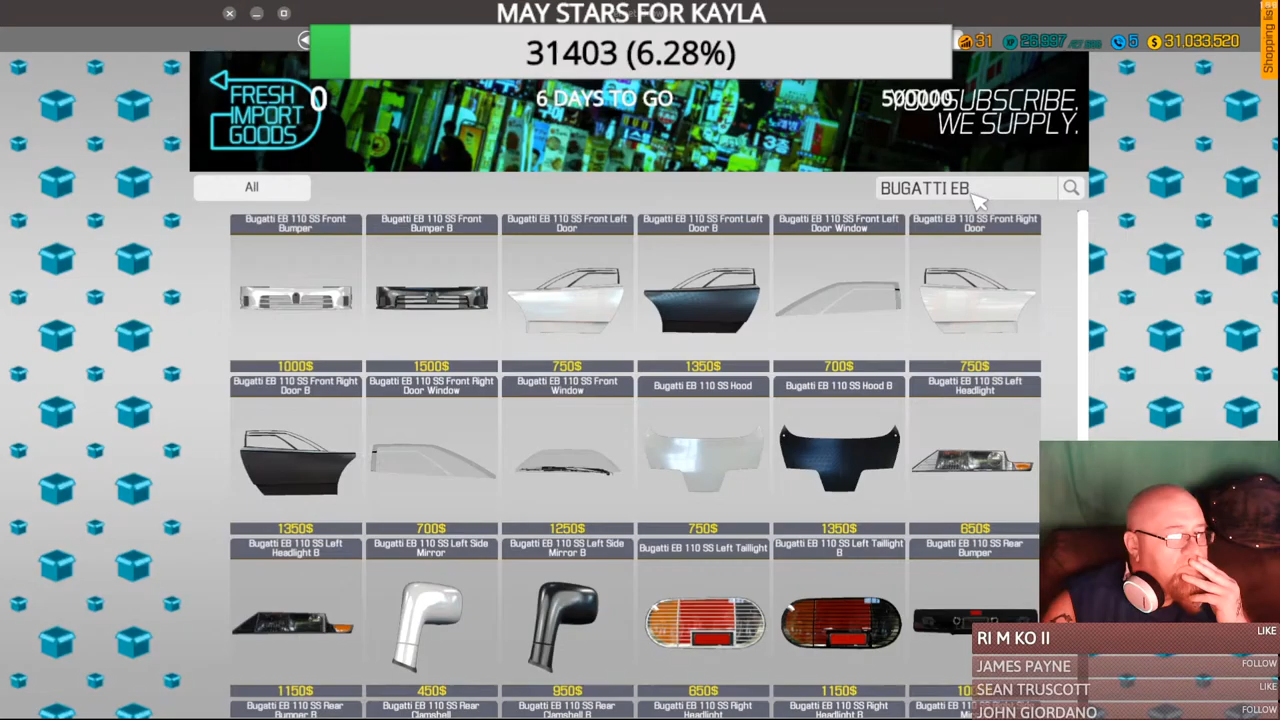 MAY STARS FOR KAYLA
31403 (6.28%)
0
6 DAYS TO GO
500000
31
26,997
5
$ 31,033,520
Shopping list
FRESH
IMPORT
GOODS
SUBSCRIBE.
WE SUPPLY.
All
BUGATTI EB
Bugatti EB 110 SS Front
Bumper
Bugatti EB 110 SS Front
Bumper B
Bugatti EB 110 SS Front Left
Door
Bugatti EB 110 SS Front Left
Door B
Bugatti EB 110 SS Front Left
Door Window
Bugatti EB 110 SS Front Right
Door
1000$
1500$
750$
1350$
700$
750$
Bugatti EB 110 SS Front Right
Door B
Bugatti EB 110 SS Front Right
Door Window
Bugatti EB 110 SS Front
Window
Bugatti EB 110 SS Hood
Bugatti EB 110 SS Hood B
Bugatti EB 110 SS Left
Headlight
1350$
700$
1250$
750$
1350$
650$
Bugatti EB 110 SS Left
Headlight B
Bugatti EB 110 SS Left Side
Mirror
Bugatti EB 110 SS Left Side
Mirror B
Bugatti EB 110 SS Left Taillight
Bugatti EB 110 SS Left Taillight
B
Bugatti EB 110 SS Rear
Bumper
1150$
450$
950$
650$
1150$
Bugatti EB 110 SS Rear
Bumper B
Bugatti EB 110 SS Rear
Clamshell
Bugatti EB 110 SS Rear
Clamshell B
Bugatti EB 110 SS Right
Headlight
Bugatti EB 110 SS Right
Headlight B
Bugatti EB 110 SS Right Side
RI M KO II
LIKE
JAMES PAYNE
FOLLOW
SEAN TRUSCOTT
LIKE
JOHN GIORDANO
FOLLOW